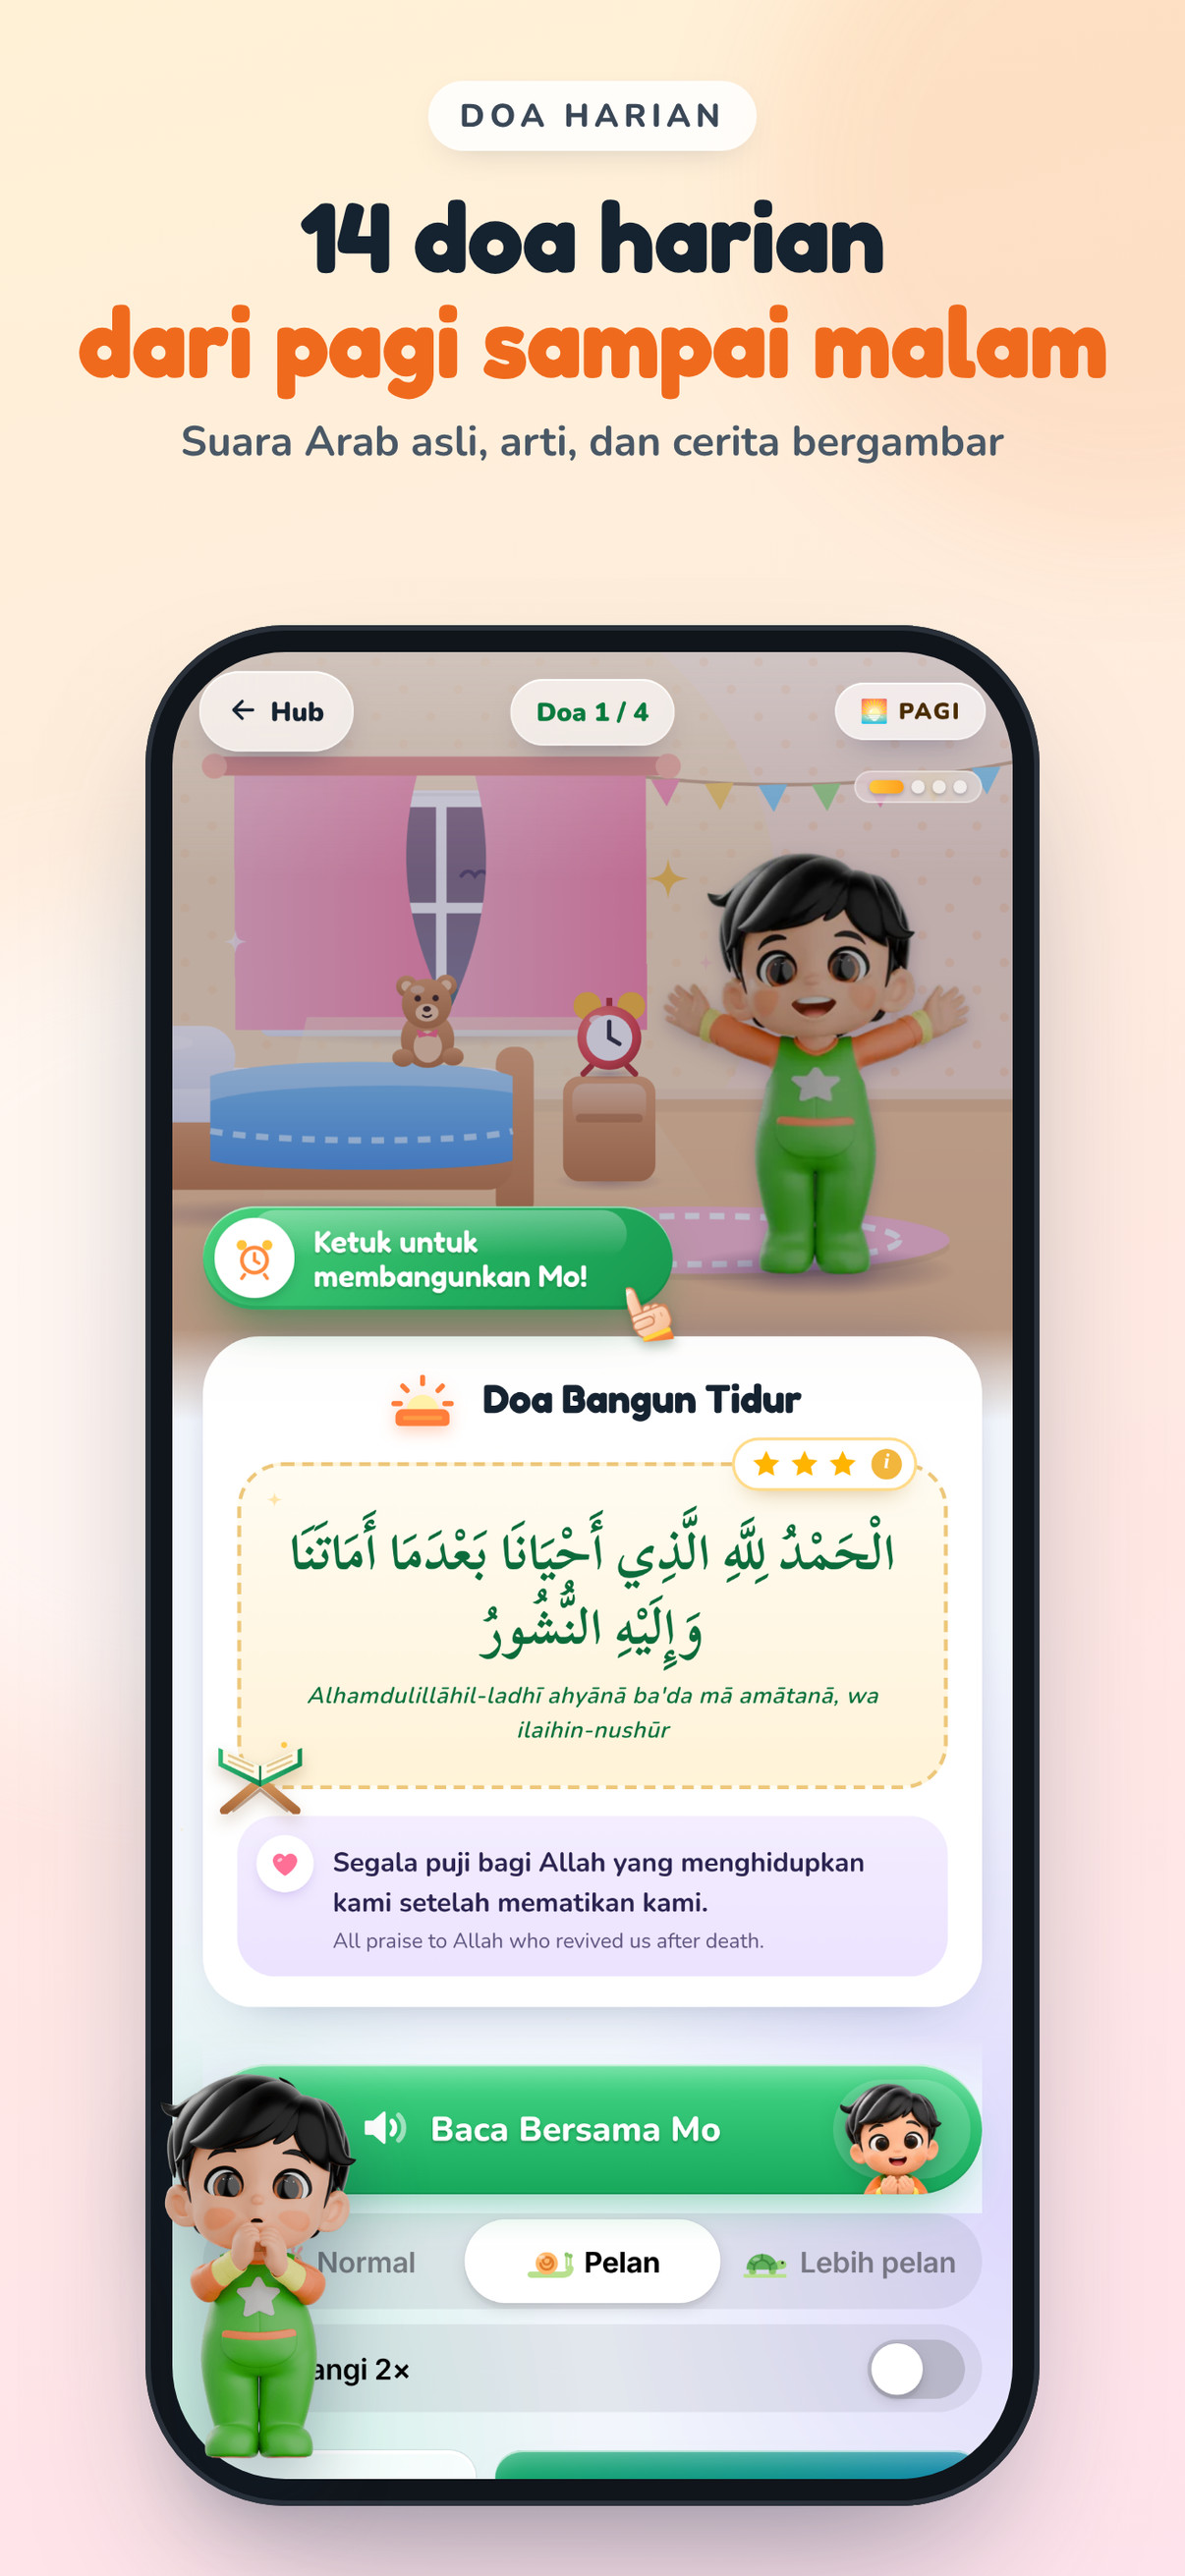 DOA HARIAN
14 doa harian
dari pagi sampai malam
Suara Arab asli, arti, dan cerita bergambar
← Hub
Doa 1 / 4
PAGI
Ketuk untuk
membangunkan Mo!
Doa Bangun Tidur
i
الْحَمْدُ لِلَّهِ الَّذِي أَحْيَانَا بَعْدَمَا أَمَاتَنَا
وَإِلَيْهِ النُّشُورُ
Alhamdulillāhil-ladhī ahyānā ba'da mā amātanā, wa
ilaihin-nushūr
Segala puji bagi Allah yang menghidupkan
kami setelah mematikan kami.
All praise to Allah who revived us after death.
Baca Bersama Mo
Normal
Pelan
Lebih pelan
angi 2×